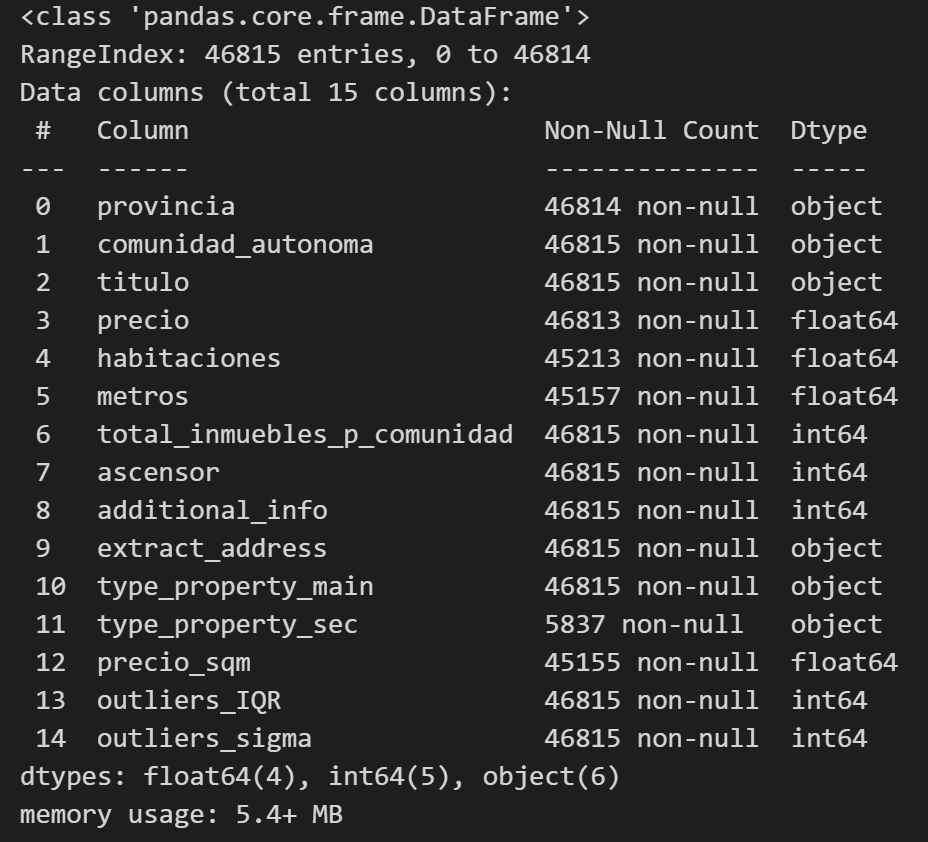 <class 'pandas.core.frame.DataFrame'>
RangeIndex: 46815 entries, 0 to 46814
Data columns (total 15 columns):
 #   Column                       Non-Null Count  Dtype
---  ------                       --------------  -----
 0   provincia                    46814 non-null  object
 1   comunidad_autonoma           46815 non-null  object
 2   titulo                       46815 non-null  object
 3   precio                       46813 non-null  float64
 4   habitaciones                 45213 non-null  float64
 5   metros                       45157 non-null  float64
 6   total_inmuebles_p_comunidad  46815 non-null  int64
 7   ascensor                     46815 non-null  int64
 8   additional_info              46815 non-null  int64
 9   extract_address              46815 non-null  object
 10  type_property_main           46815 non-null  object
 11  type_property_sec            5837 non-null   object
 12  precio_sqm                   45155 non-null  float64
 13  outliers_IQR                 46815 non-null  int64
 14  outliers_sigma               46815 non-null  int64
dtypes: float64(4), int64(5), object(6)
memory usage: 5.4+ MB